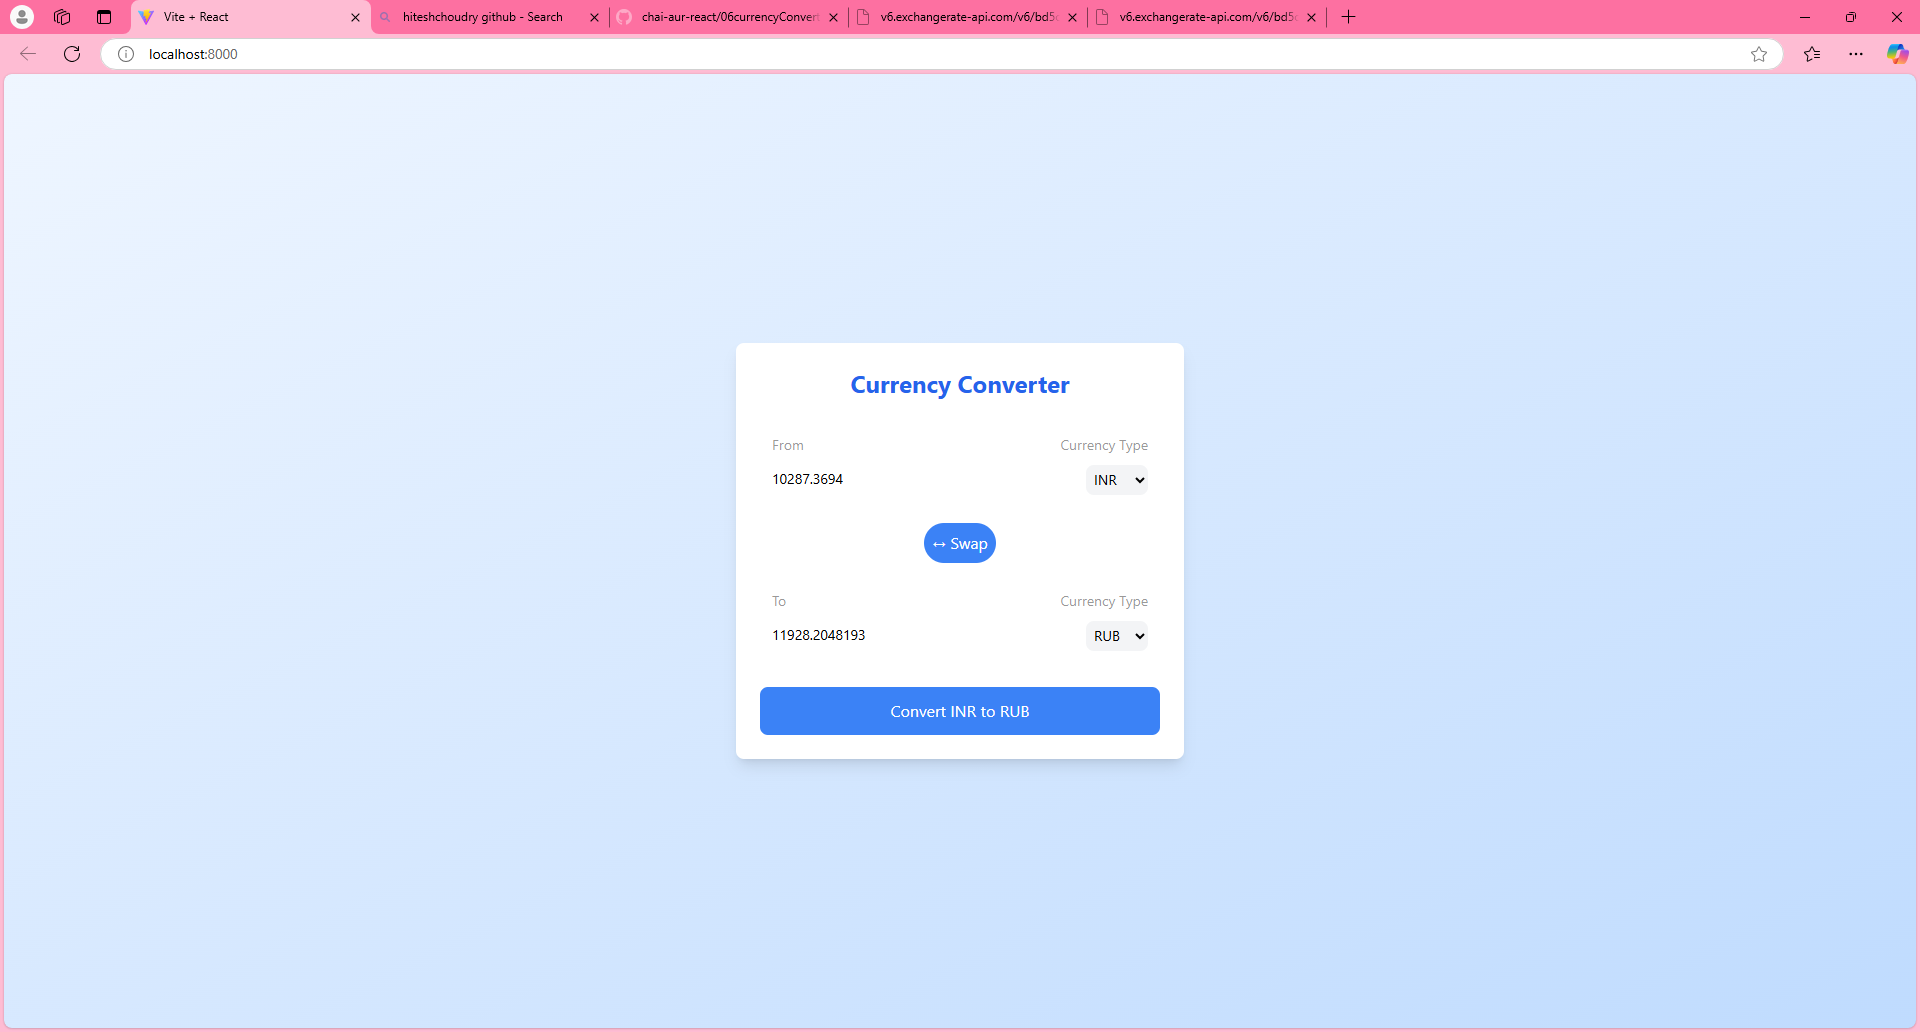 Vite + React
hiteshchoudry github - Search
chai-aur-react/06currencyConvert
v6.exchangerate-api.com/v6/bd5c
v6.exchangerate-api.com/v6/bd5c
localhost:8000
Currency Converter
From Currency Type
10287.3694 INR
↔ Swap
To Currency Type
11928.2048193 RUB
Convert INR to RUB